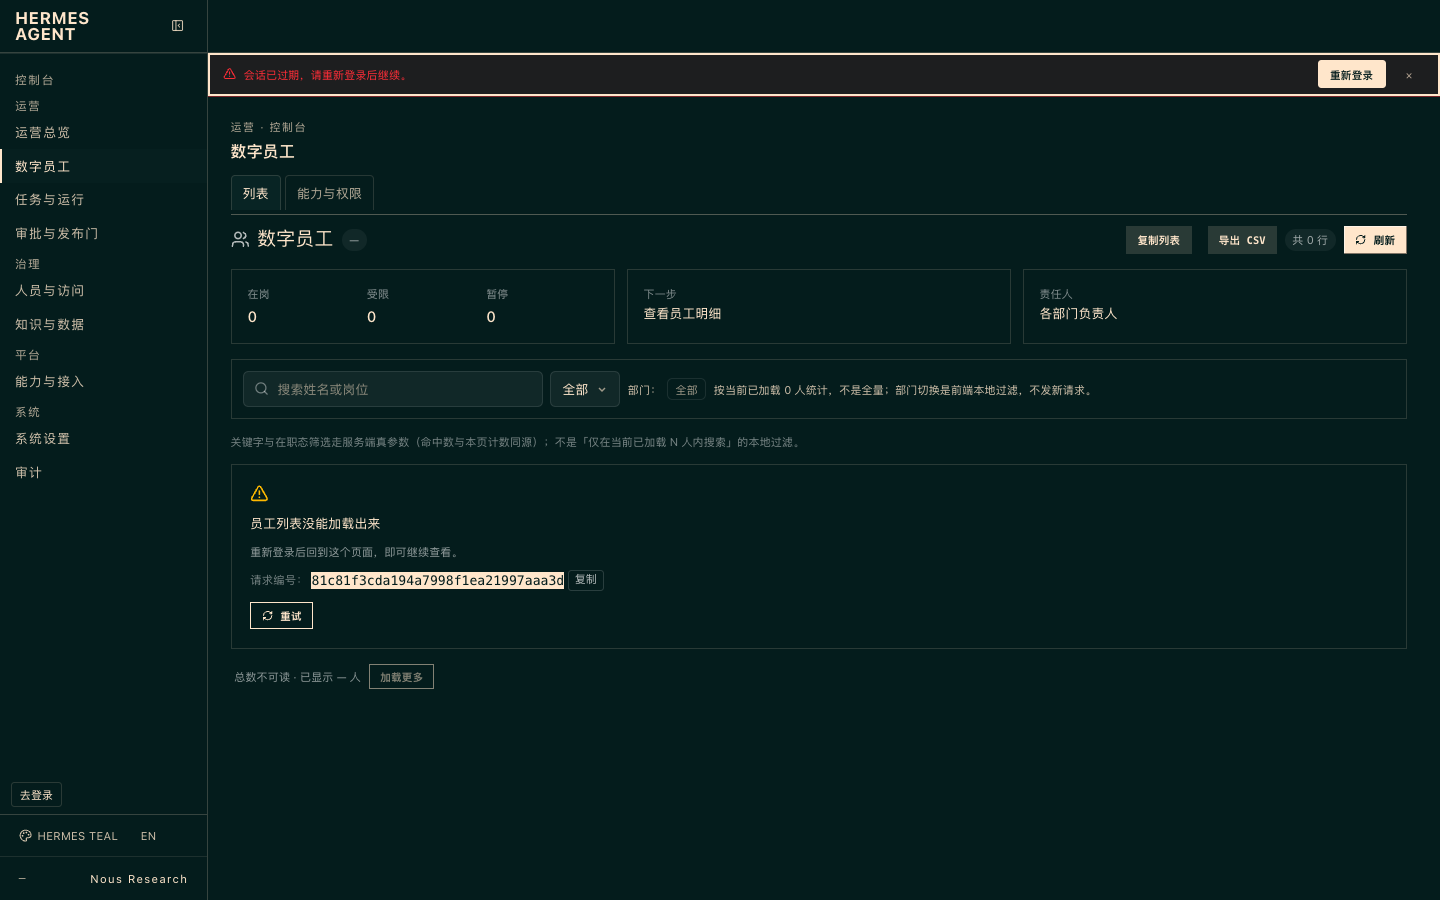 HERMES
AGENT
控制台
运营
运营总览
数字员工
任务与运行
审批与发布门
治理
人员与访问
知识与数据
平台
能力与接入
系统
系统设置
审计
去登录
HERMES TEAL EN
— Nous Research
会话已过期，请重新登录后继续。 重新登录 ×
运营 · 控制台
数字员工
列表 能力与权限
数字员工 — 复制列表 导出 CSV 共 0 行 刷新
在岗 受限 暂停
0 0 0
下一步
查看员工明细
责任人
各部门负责人
搜索姓名或岗位 全部 部门： 全部 按当前已加载 0 人统计，不是全量；部门切换是前端本地过滤，不发新请求。
关键字与在职态筛选走服务端真参数（命中数与本页计数同源）；不是「仅在当前已加载 N 人内搜索」的本地过滤。
员工列表没能加载出来
重新登录后回到这个页面，即可继续查看。
请求编号： 81c81f3cda194a7998f1ea21997aaa3d 复制
重试
总数不可读 · 已显示 — 人 加载更多